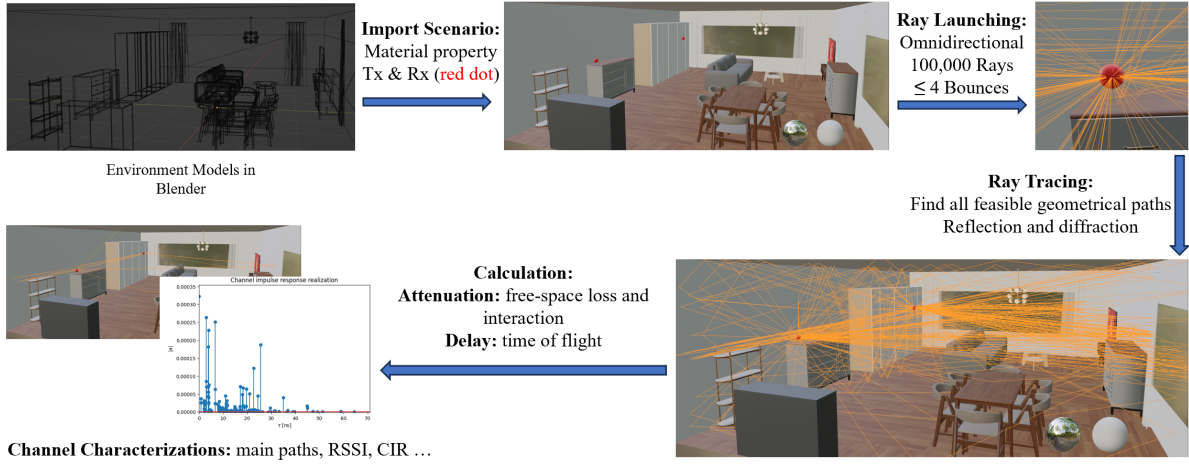 Import Scenario:
Material property
Tx & Rx (red dot)
Ray Launching:
Omnidirectional
100,000 Rays
≤ 4 Bounces
Environment Models in
Blender
Ray Tracing:
Find all feasible geometrical paths
Reflection and diffraction
Calculation:
Attenuation: free-space loss and
interaction
Delay: time of flight
Channel impulse response realization
0.00035
0.00030
0.00025
0.00020
0.00015
0.00010
0.00005
0.00000
|a|
0 10 20 30 40 50 60 70
τ [ns]
Channel Characterizations: main paths, RSSI, CIR …